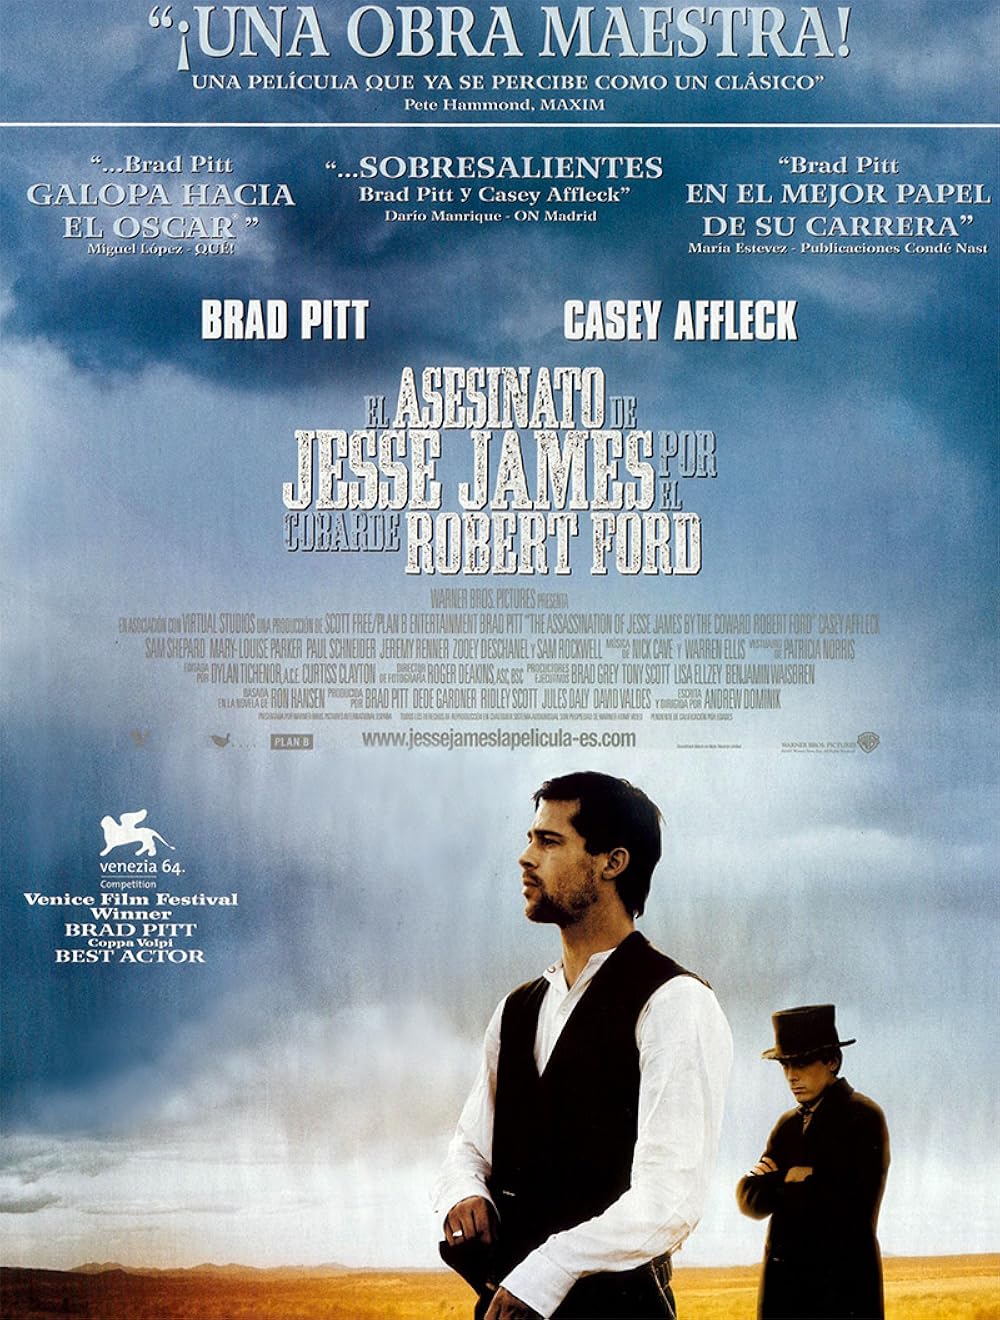 “¡UNA OBRA MAESTRA!
UNA PELÍCULA QUE YA SE PERCIBE COMO UN CLÁSICO”
Pete Hammond, MAXIM
“...Brad Pitt
GALOPA HACIA
EL OSCAR®”
Miguel López - QUÉ!
“...SOBRESALIENTES
Brad Pitt y Casey Affleck”
Darío Manrique - ON Madrid
“Brad Pitt
EN EL MEJOR PAPEL
DE SU CARRERA”
María Estevez - Publicaciones Condé Nast
BRAD PITT CASEY AFFLECK
EL ASESINATO DE
JESSE JAMES POR EL
COBARDE ROBERT FORD
WARNER BROS. PICTURES PRESENTA
EN ASOCIACIÓN CON VIRTUAL STUDIOS UNA PRODUCCIÓN DE SCOTT FREE/PLAN B ENTERTAINMENT BRAD PITT "THE ASSASSINATION OF JESSE JAMES BY THE COWARD ROBERT FORD" CASEY AFFLECK
SAM SHEPARD MARY-LOUISE PARKER PAUL SCHNEIDER JEREMY RENNER ZOOEY DESCHANEL Y SAM ROCKWELL MÚSICA DE NICK CAVE Y WARREN ELLIS VESTUARIO DE PATRICIA NORRIS
EDITADA POR DYLAN TICHENOR, A.C.E. CURTISS CLAYTON DIRECTOR DE FOTOGRAFÍA ROGER DEAKINS, ASC, BSC PRODUCTORES EJECUTIVOS BRAD GREY TONY SCOTT LISA ELLZEY BENJAMIN WAISBREN
BASADA EN LA NOVELA DE RON HANSEN PRODUCIDA POR BRAD PITT DEDE GARDNER RIDLEY SCOTT JULES DALY DAVID VALDES ESCRITA Y DIRIGIDA POR ANDREW DOMINIK
PLAN B www.jessejameslapelicula-es.com WARNER BROS. PICTURES
venezia 64.
Competition
Venice Film Festival
Winner
BRAD PITT
Coppa Volpi
BEST ACTOR